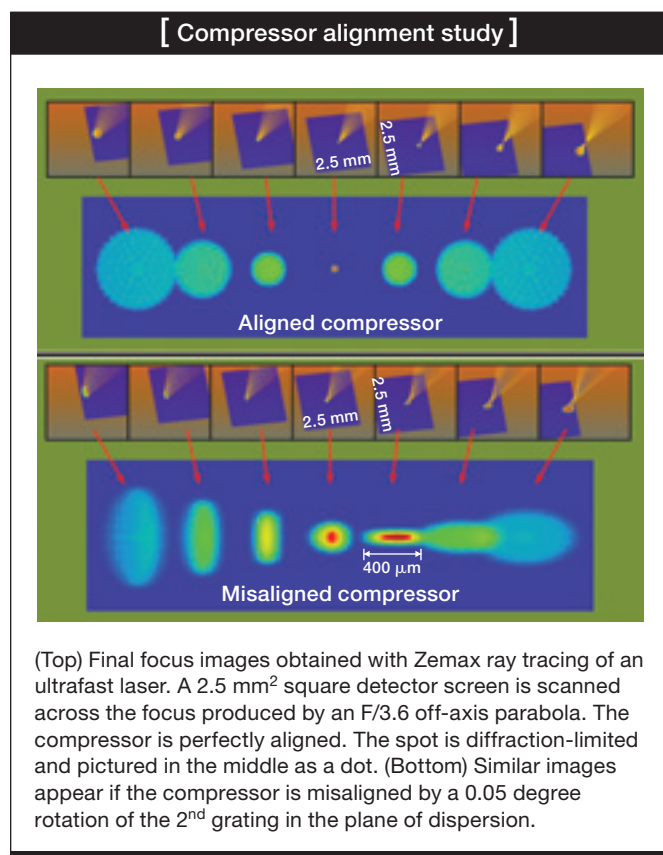 [ Compressor alignment study ]
2.5 mm
2.5 mm
Aligned compressor
2.5 mm
2.5 mm
400 μm
Misaligned compressor
(Top) Final focus images obtained with Zemax ray tracing of an
ultrafast laser. A 2.5 mm² square detector screen is scanned
across the focus produced by an F/3.6 off-axis parabola. The
compressor is perfectly aligned. The spot is diffraction-limited
and pictured in the middle as a dot. (Bottom) Similar images
appear if the compressor is misaligned by a 0.05 degree
rotation of the 2nd grating in the plane of dispersion.